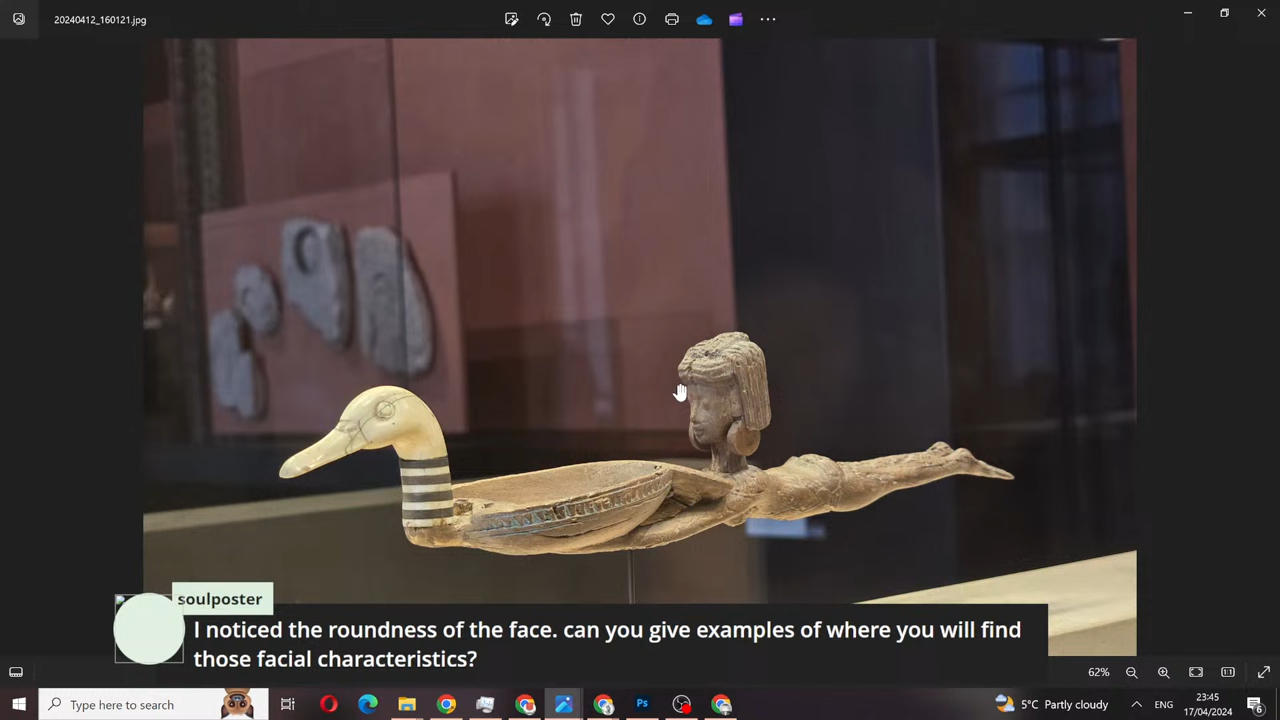 20240412_160121.jpg
soulposter
I noticed the roundness of the face. can you give examples of where you will find
those facial characteristics?
62%
Type here to search
5°C Partly cloudy
ENG
23:45
17/04/2024
6